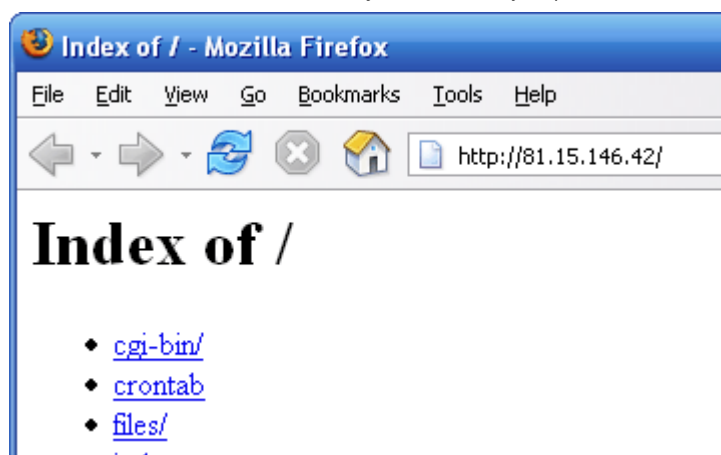 Index of / - Mozilla Firefox
File Edit View Go Bookmarks Tools Help
http://81.15.146.42/
Index of /
cgi-bin/
crontab
files/